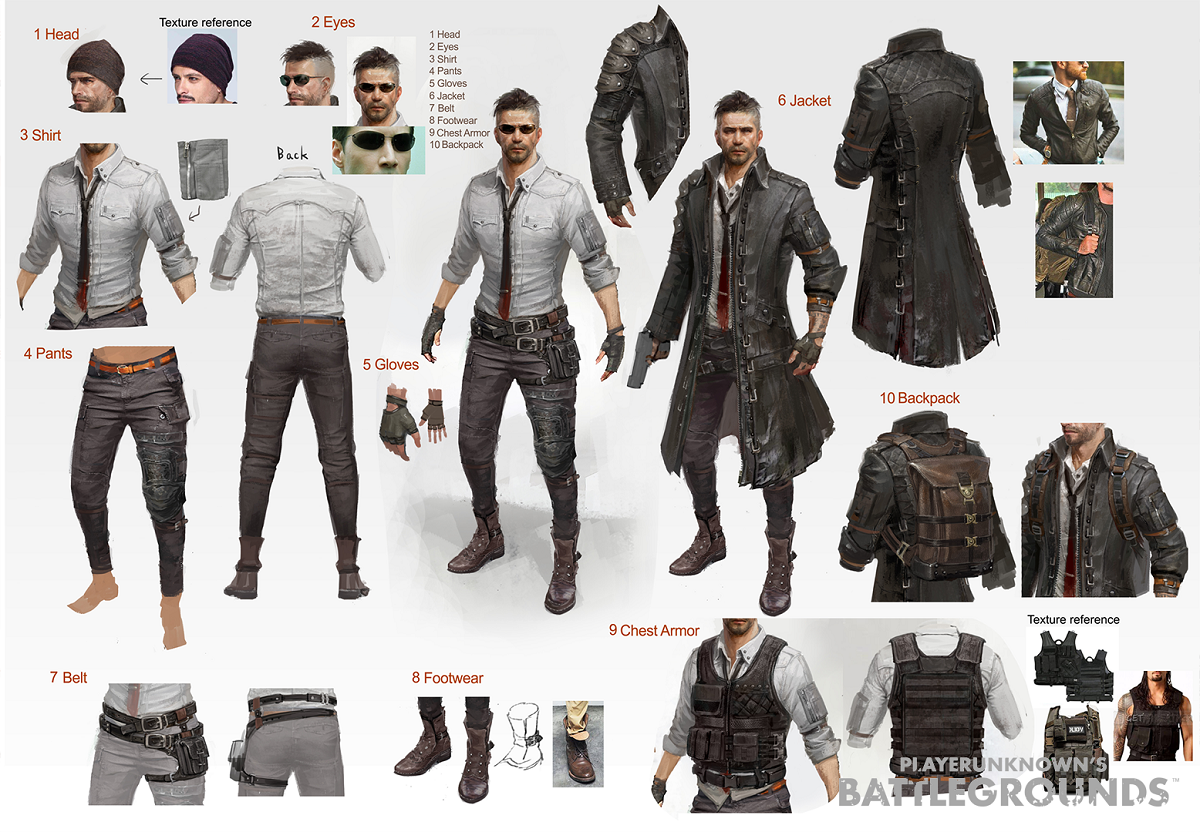 1 Head
Texture reference
2 Eyes
1 Head
2 Eyes
3 Shirt
4 Pants
5 Gloves
6 Jacket
7 Belt
8 Footwear
9 Chest Armor
10 Backpack
3 Shirt
Back
6 Jacket
4 Pants
5 Gloves
10 Backpack
9 Chest Armor
Texture reference
7 Belt
8 Footwear
PLAYERUNKNOWN'S
BATTLEGROUNDS™